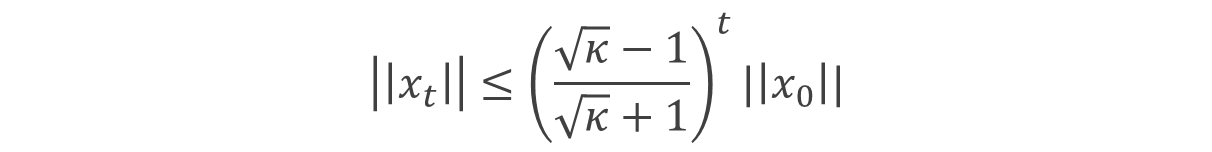 ||x_t|| ≤ ((√κ − 1)/(√κ + 1))^t ||x_0||